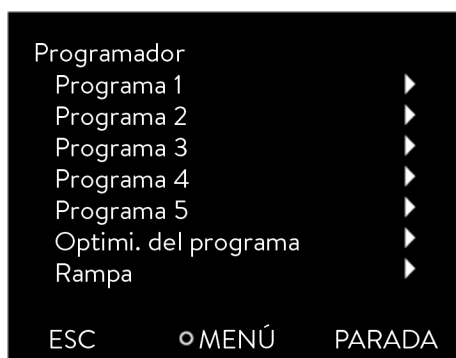 Programador
Programa 1
Programa 2
Programa 3
Programa 4
Programa 5
Optimi. del programa
Rampa
ESC MENÚ PARADA